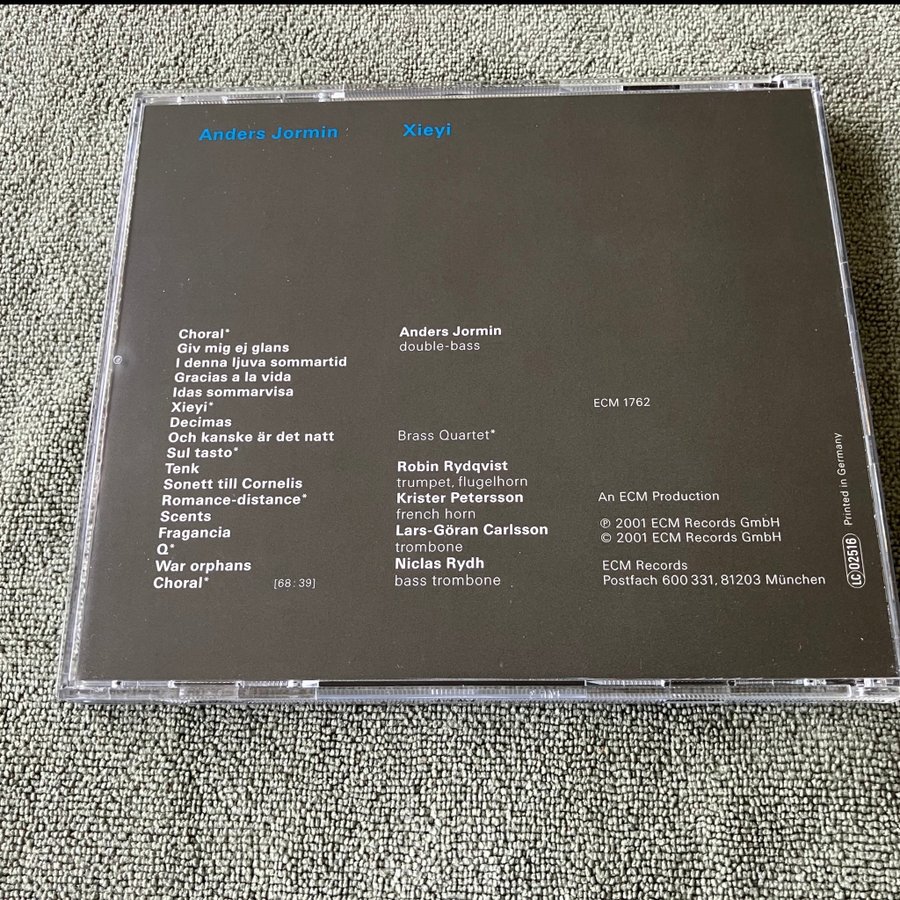 Anders Jormin
Xieyi
Choral*
Giv mig ej glans
I denna ljuva sommartid
Gracias a la vida
Idas sommarvisa
Xieyi*
Decimas
Och kanske är det natt
Sul tasto*
Tenk
Sonett till Cornelis
Romance-distance*
Scents
Fragancia
Q*
War orphans
Choral*
[68:39]
Anders Jormin
double-bass
Brass Quartet*
Robin Rydqvist
trumpet, flugelhorn
Krister Petersson
french horn
Lars-Göran Carlsson
trombone
Niclas Rydh
bass trombone
ECM 1762
An ECM Production
℗ 2001 ECM Records GmbH
© 2001 ECM Records GmbH
ECM Records
Postfach 600 331, 81203 München
LC 02516
Printed in Germany